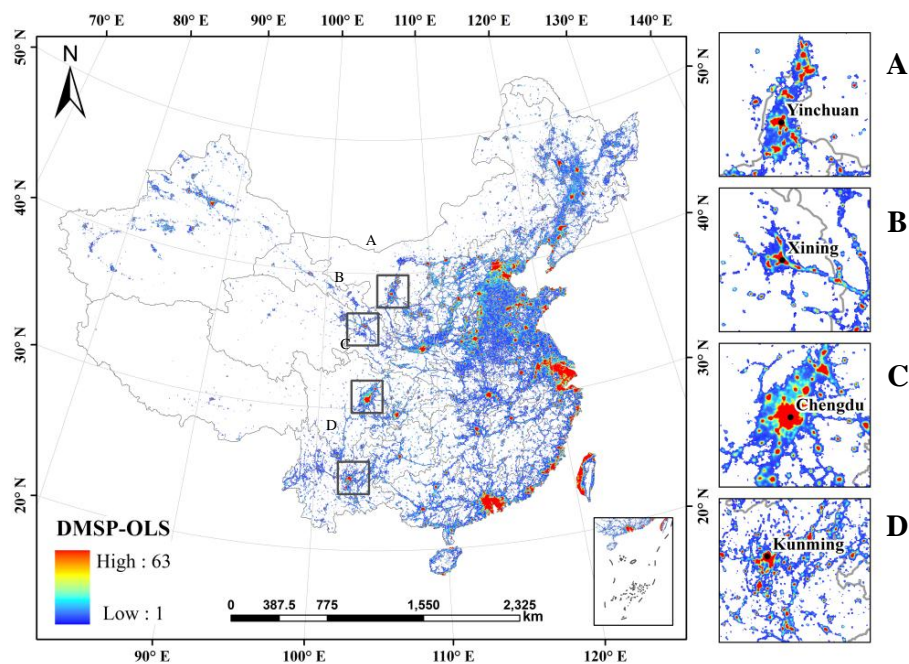 70° E 80° E 90° E 100° E 110° E 120° E 130° E 140° E
50° N
40° N
30° N
20° N
N
50° N
40° N
30° N
20° N
A
B
C
D
DMSP-OLS
High : 63
Low : 1
0 387.5 775 1,550 2,325
km
90° E 100° E 110° E 120° E
Yinchuan
A
Xining
B
Chengdu
C
Kunming
D